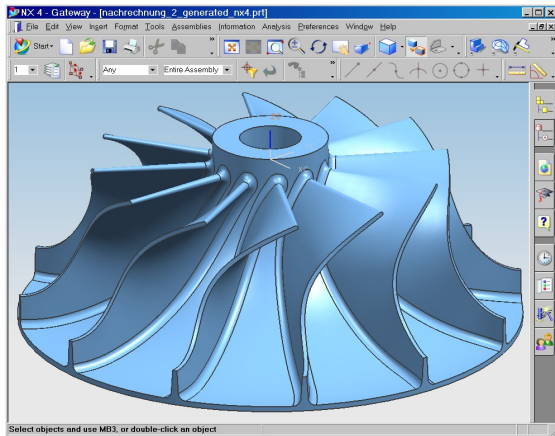 NX 4 - Gateway - [nachrechnung_2_generated_nx4.prt]
File Edit View Insert Format Tools Assemblies Information Analysis Preferences Window Help
Start
1 Any Entire Assembly
Select objects and use MB3, or double-click an object